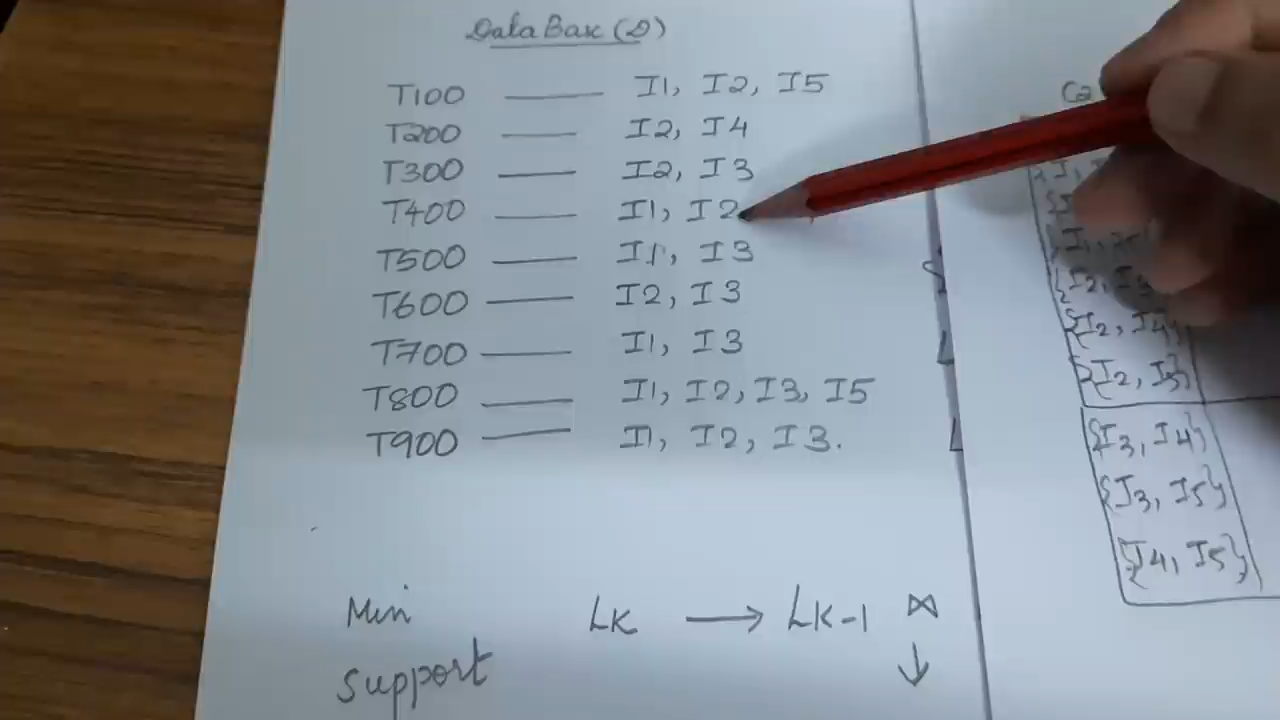 DataBase (D)
T100 —— I1, I2, I5
T200 —— I2, I4
T300 —— I2, I3
T400 —— I1, I2
T500 —— I1, I3
T600 —— I2, I3
T700 —— I1, I3
T800 —— I1, I2, I3, I5
T900 —— I1, I2, I3.
Min
Support
LK → LK-1 ⋈
↓
C2
{I2, I4}
{I2, I5}
{I3, I4}
{I3, I5}
{I4, I5}